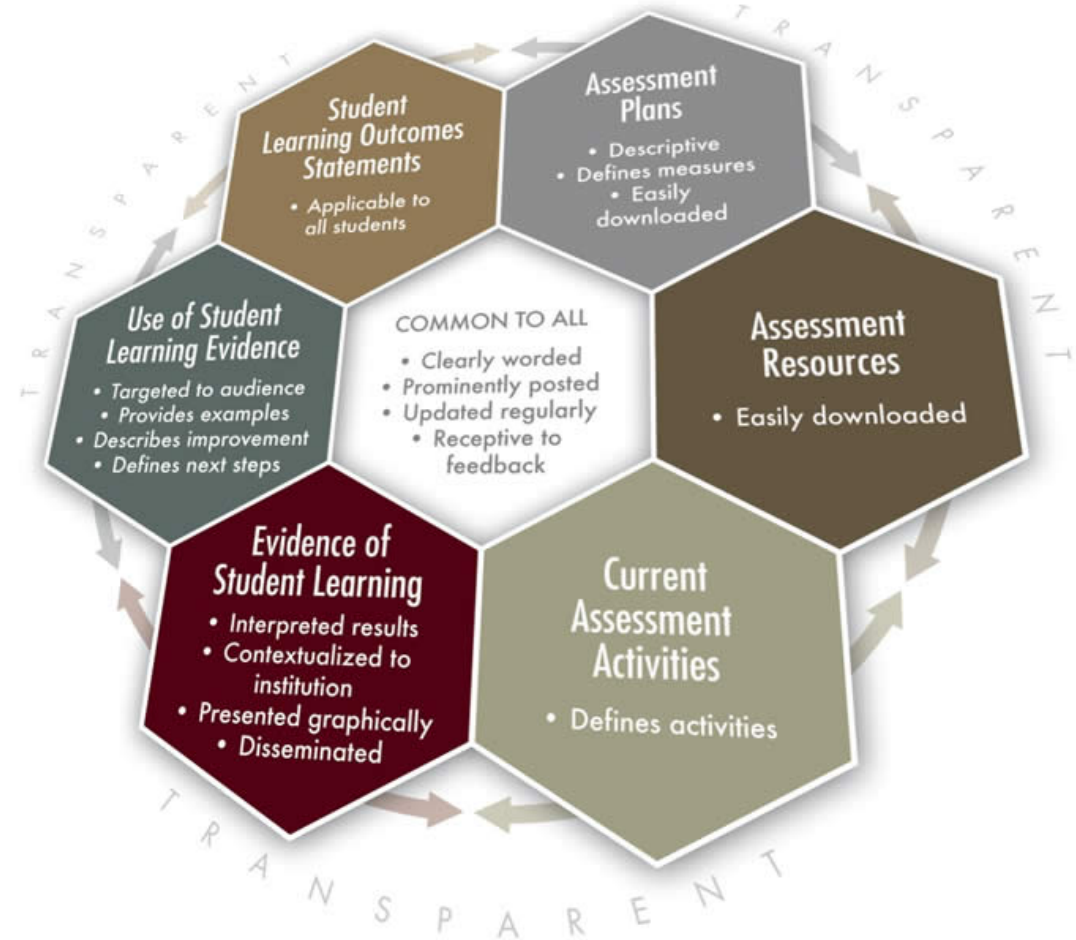 TRANSPARENT
TRANSPARENT
Student
Learning Outcomes
Statements
• Applicable to
all students
Assessment
Plans
• Descriptive
• Defines measures
• Easily
downloaded
Use of Student
Learning Evidence
• Targeted to audience
• Provides examples
• Describes improvement
• Defines next steps
COMMON TO ALL
• Clearly worded
• Prominently posted
• Updated regularly
• Receptive to
feedback
Assessment
Resources
• Easily downloaded
Evidence of
Student Learning
• Interpreted results
• Contextualized to
institution
• Presented graphically
• Disseminated
Current
Assessment
Activities
• Defines activities
TRANSPARENT